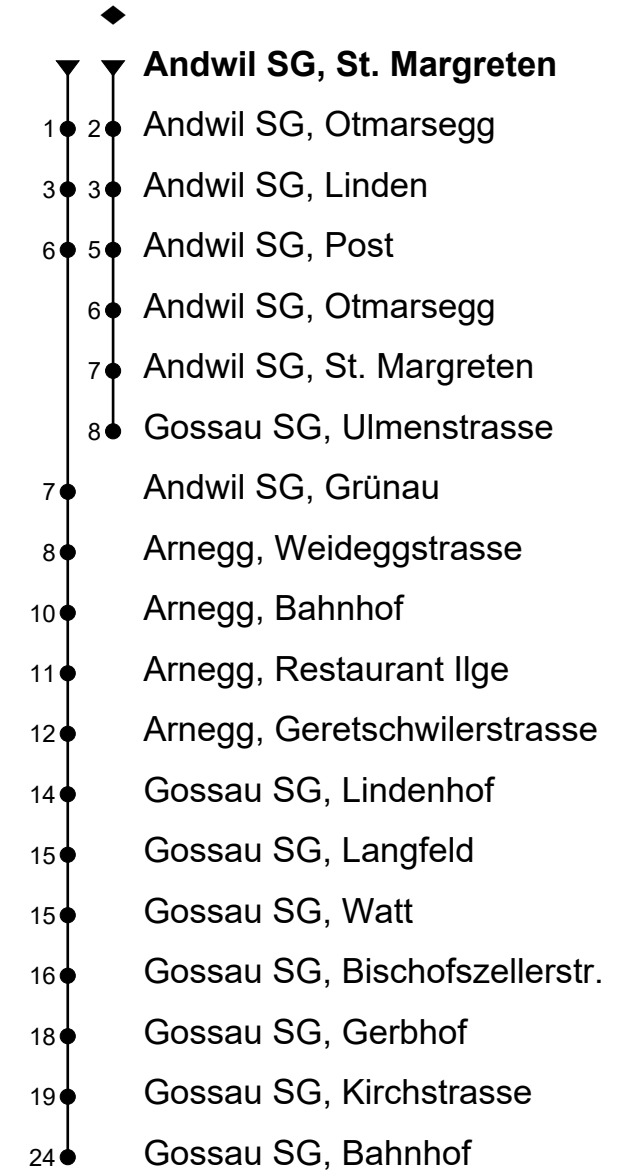 Andwil SG, St. Margreten
1 2 Andwil SG, Otmarsegg
3 3 Andwil SG, Linden
6 5 Andwil SG, Post
6 Andwil SG, Otmarsegg
7 Andwil SG, St. Margreten
8 Gossau SG, Ulmenstrasse
7 Andwil SG, Grünau
8 Arnegg, Weideggstrasse
10 Arnegg, Bahnhof
11 Arnegg, Restaurant Ilge
12 Arnegg, Geretschwilerstrasse
14 Gossau SG, Lindenhof
15 Gossau SG, Langfeld
15 Gossau SG, Watt
16 Gossau SG, Bischofszellerstr.
18 Gossau SG, Gerbhof
19 Gossau SG, Kirchstrasse
24 Gossau SG, Bahnhof